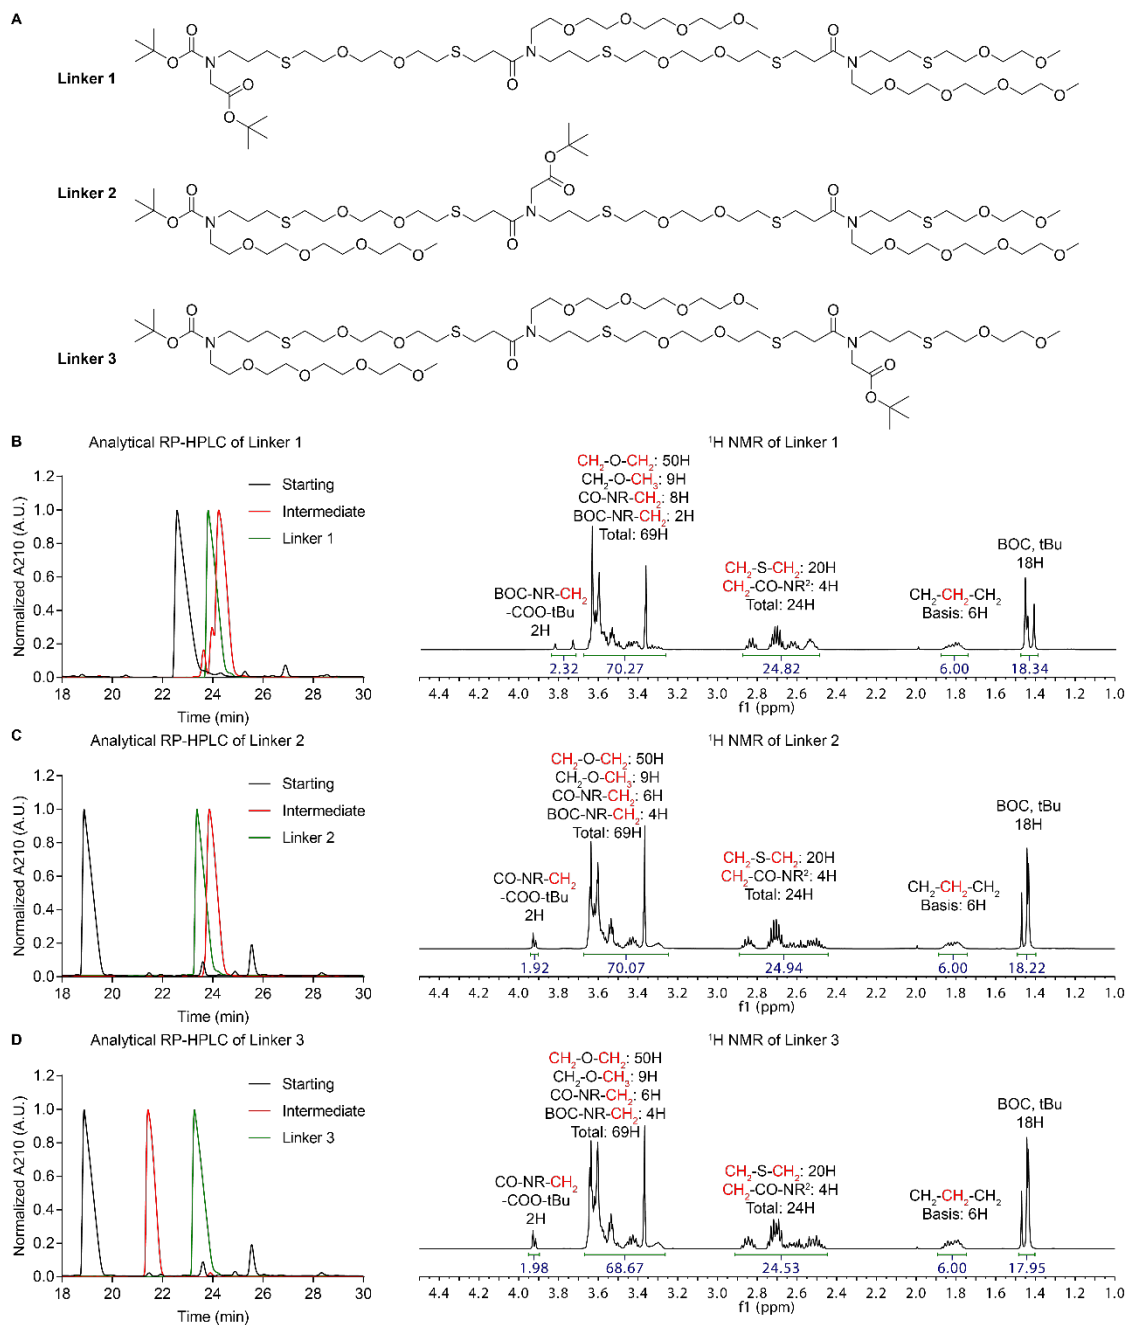 A
Linker 1
O
O
N
O
O
S
O
O
S
O
N
O
O
O
O
S
O
O
S
O
N
S
O
O
O
O
O
O
Linker 2
O
O
N
O
O
O
O
S
O
O
S
O
N
O
O
S
O
O
S
O
N
S
O
O
O
O
O
O
Linker 3
O
O
N
O
O
O
O
S
O
O
S
O
N
O
O
O
O
S
O
O
S
O
N
O
O
S
O
O
B
Analytical RP-HPLC of Linker 1
Normalized A210 (A.U.)
1.2
1.0
0.8
0.6
0.4
0.2
0.0
18 20 22 24 26 28 30
Time (min)
Starting
Intermediate
Linker 1
¹H NMR of Linker 1
BOC-NR-CH₂
-COO-tBu
2H
CH₂-O-CH₂: 50H
CH₂-O-CH₃: 9H
CO-NR-CH₂: 8H
BOC-NR-CH₂: 2H
Total: 69H
CH₂-S-CH₂: 20H
CH₂-CO-NR²: 4H
Total: 24H
CH₂-CH₂-CH₂
Basis: 6H
BOC, tBu
18H
2.32 70.27 24.82 6.00 18.34
4.4 4.2 4.0 3.8 3.6 3.4 3.2 3.0 2.8 2.6 2.4 2.2 2.0 1.8 1.6 1.4 1.2 1.0
f1 (ppm)
C
Analytical RP-HPLC of Linker 2
Normalized A210 (A.U.)
1.2
1.0
0.8
0.6
0.4
0.2
0.0
18 20 22 24 26 28 30
Time (min)
Starting
Intermediate
Linker 2
¹H NMR of Linker 2
CO-NR-CH₂
-COO-tBu
2H
CH₂-O-CH₂: 50H
CH₂-O-CH₃: 9H
CO-NR-CH₂: 6H
BOC-NR-CH₂: 4H
Total: 69H
CH₂-S-CH₂: 20H
CH₂-CO-NR²: 4H
Total: 24H
CH₂-CH₂-CH₂
Basis: 6H
BOC, tBu
18H
1.92 70.07 24.94 6.00 18.22
4.4 4.2 4.0 3.8 3.6 3.4 3.2 3.0 2.8 2.6 2.4 2.2 2.0 1.8 1.6 1.4 1.2 1.0
f1 (ppm)
D
Analytical RP-HPLC of Linker 3
Normalized A210 (A.U.)
1.2
1.0
0.8
0.6
0.4
0.2
0.0
18 20 22 24 26 28 30
Time (min)
Starting
Intermediate
Linker 3
¹H NMR of Linker 3
CO-NR-CH₂
-COO-tBu
2H
CH₂-O-CH₂: 50H
CH₂-O-CH₃: 9H
CO-NR-CH₂: 6H
BOC-NR-CH₂: 4H
Total: 69H
CH₂-S-CH₂: 20H
CH₂-CO-NR²: 4H
Total: 24H
CH₂-CH₂-CH₂
Basis: 6H
BOC, tBu
18H
1.98 68.67 24.53 6.00 17.95
4.4 4.2 4.0 3.8 3.6 3.4 3.2 3.0 2.8 2.6 2.4 2.2 2.0 1.8 1.6 1.4 1.2 1.0
f1 (ppm)